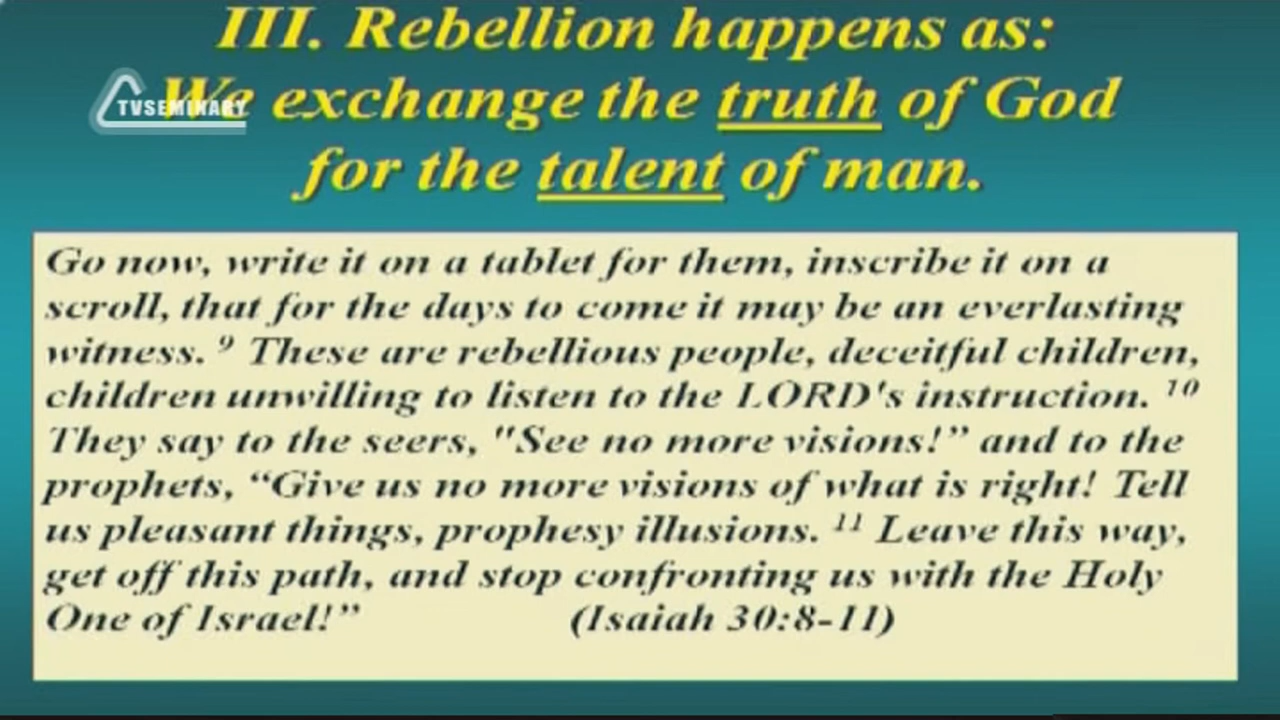 III. Rebellion happens as:
We exchange the truth of God
TVSEMINARY
for the talent of man.
Go now, write it on a tablet for them, inscribe it on a
scroll, that for the days to come it may be an everlasting
witness. ⁹ These are rebellious people, deceitful children,
children unwilling to listen to the LORD's instruction. ¹⁰
They say to the seers, "See no more visions!” and to the
prophets, “Give us no more visions of what is right! Tell
us pleasant things, prophesy illusions. ¹¹ Leave this way,
get off this path, and stop confronting us with the Holy
One of Israel!” (Isaiah 30:8-11)